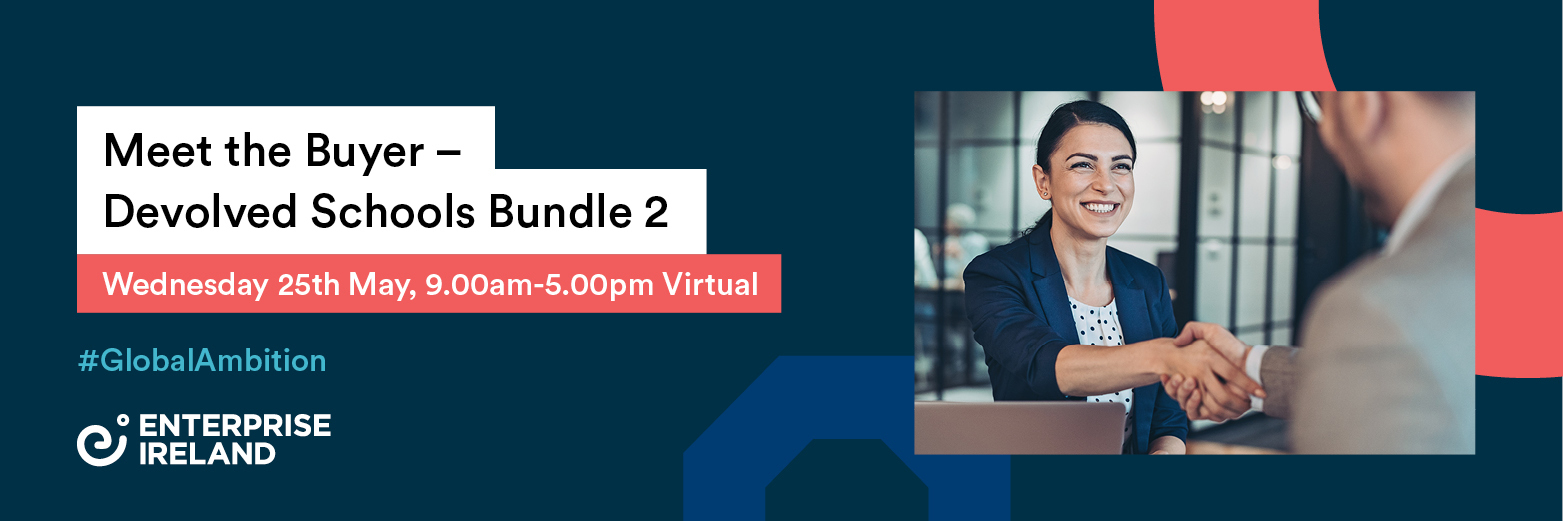 Meet the Buyer –
Devolved Schools Bundle 2
Wednesday 25th May, 9.00am-5.00pm Virtual
#GlobalAmbition
ENTERPRISE
IRELAND